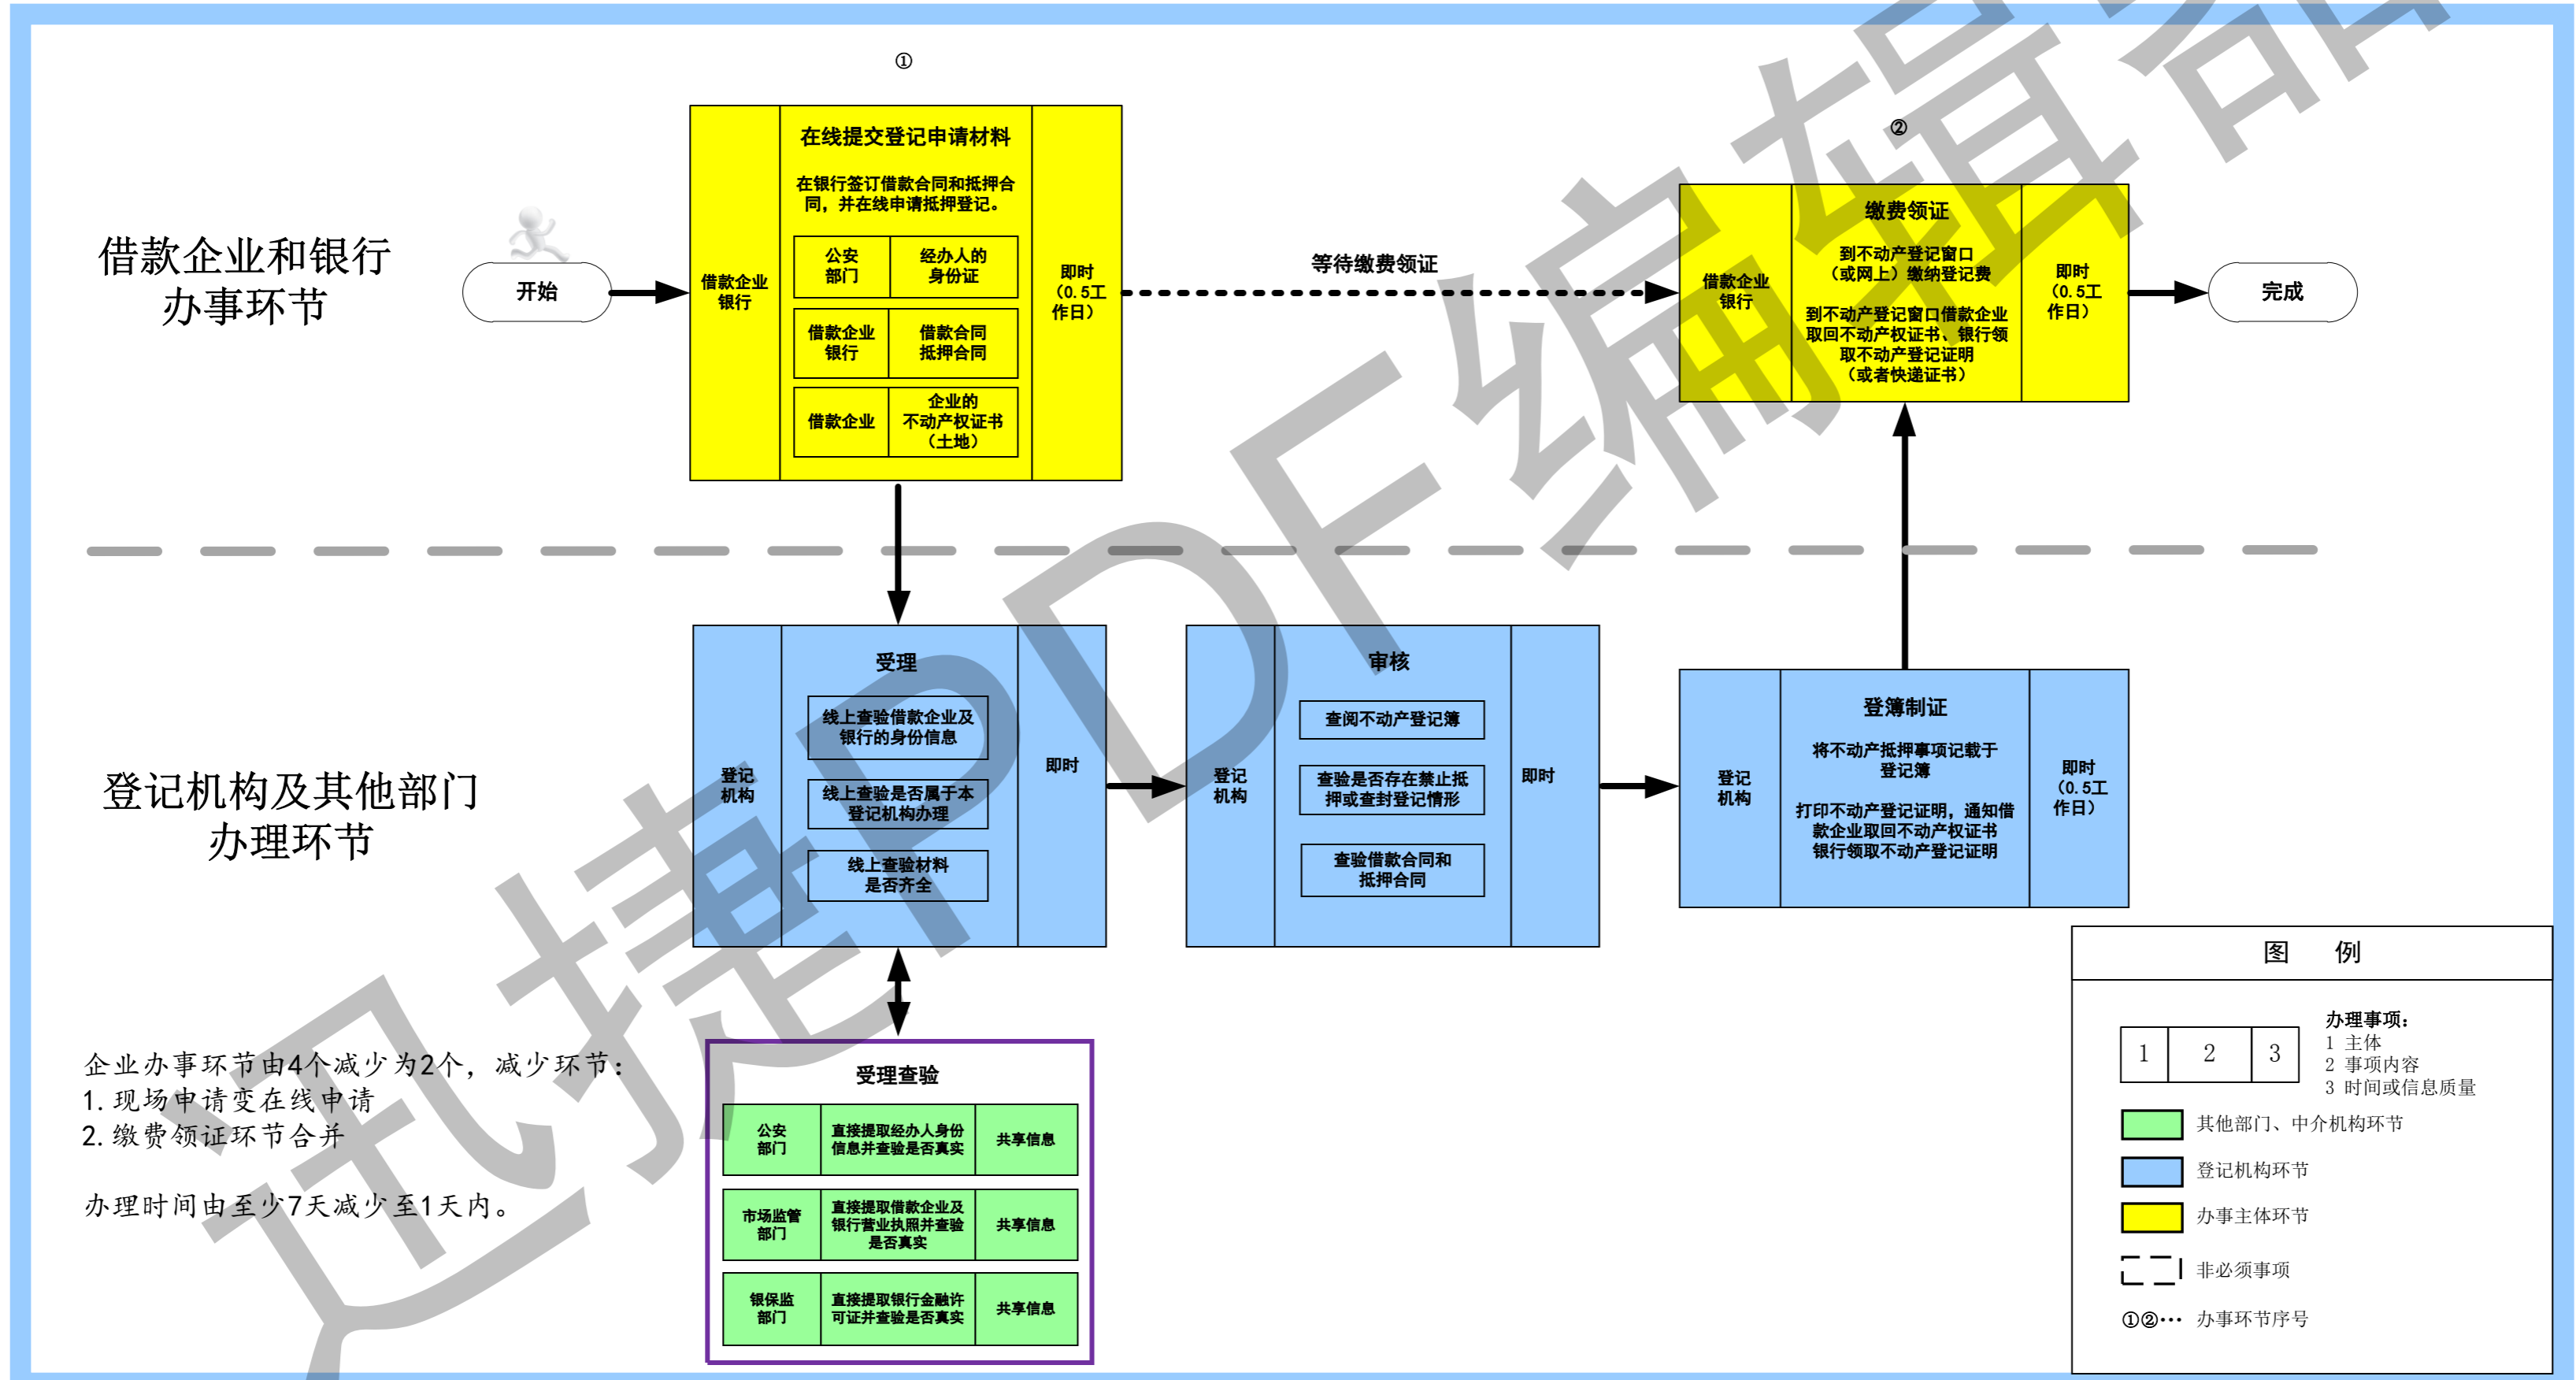 ①
在线提交登记申请材料
在银行签订借款合同和抵押合
同，并在线申请抵押登记。
公安
部门
经办人的
身份证
借款企业
银行
借款合同
抵押合同
借款企业
企业的
不动产权证书
（土地）
借款企业
银行
即时
（0.5工
作日）
借款企业和银行
办事环节
开始
等待缴费领证
②
借款企业
银行
缴费领证
到不动产登记窗口
（或网上）缴纳登记费
到不动产登记窗口借款企业
取回不动产权证书、银行领
取不动产登记证明
（或者快递证书）
即时
（0.5工
作日）
完成
登记机构及其他部门
办理环节
登记
机构
受理
线上查验借款企业及
银行的身份信息
线上查验是否属于本
登记机构办理
线上查验材料
是否齐全
即时
登记
机构
审核
查阅不动产登记簿
查验是否存在禁止抵
押或查封登记情形
查验借款合同和
抵押合同
即时
登记
机构
登簿制证
将不动产抵押事项记载于
登记簿
打印不动产登记证明，通知借
款企业取回不动产权证书
银行领取不动产登记证明
即时
（0.5工
作日）
企业办事环节由4个减少为2个，减少环节：
1.现场申请变在线申请
2.缴费领证环节合并
办理时间由至少7天减少至1天内。
受理查验
公安
部门
直接提取经办人身份
信息并查验是否真实
共享信息
市场监管
部门
直接提取借款企业及
银行营业执照并查验
是否真实
共享信息
银保监
部门
直接提取银行金融许
可证并查验是否真实
共享信息
图 例
1 2 3
办理事项：
1 主体
2 事项内容
3 时间或信息质量
其他部门、中介机构环节
登记机构环节
办事主体环节
非必须事项
①②… 办事环节序号
迅捷PDF编辑器